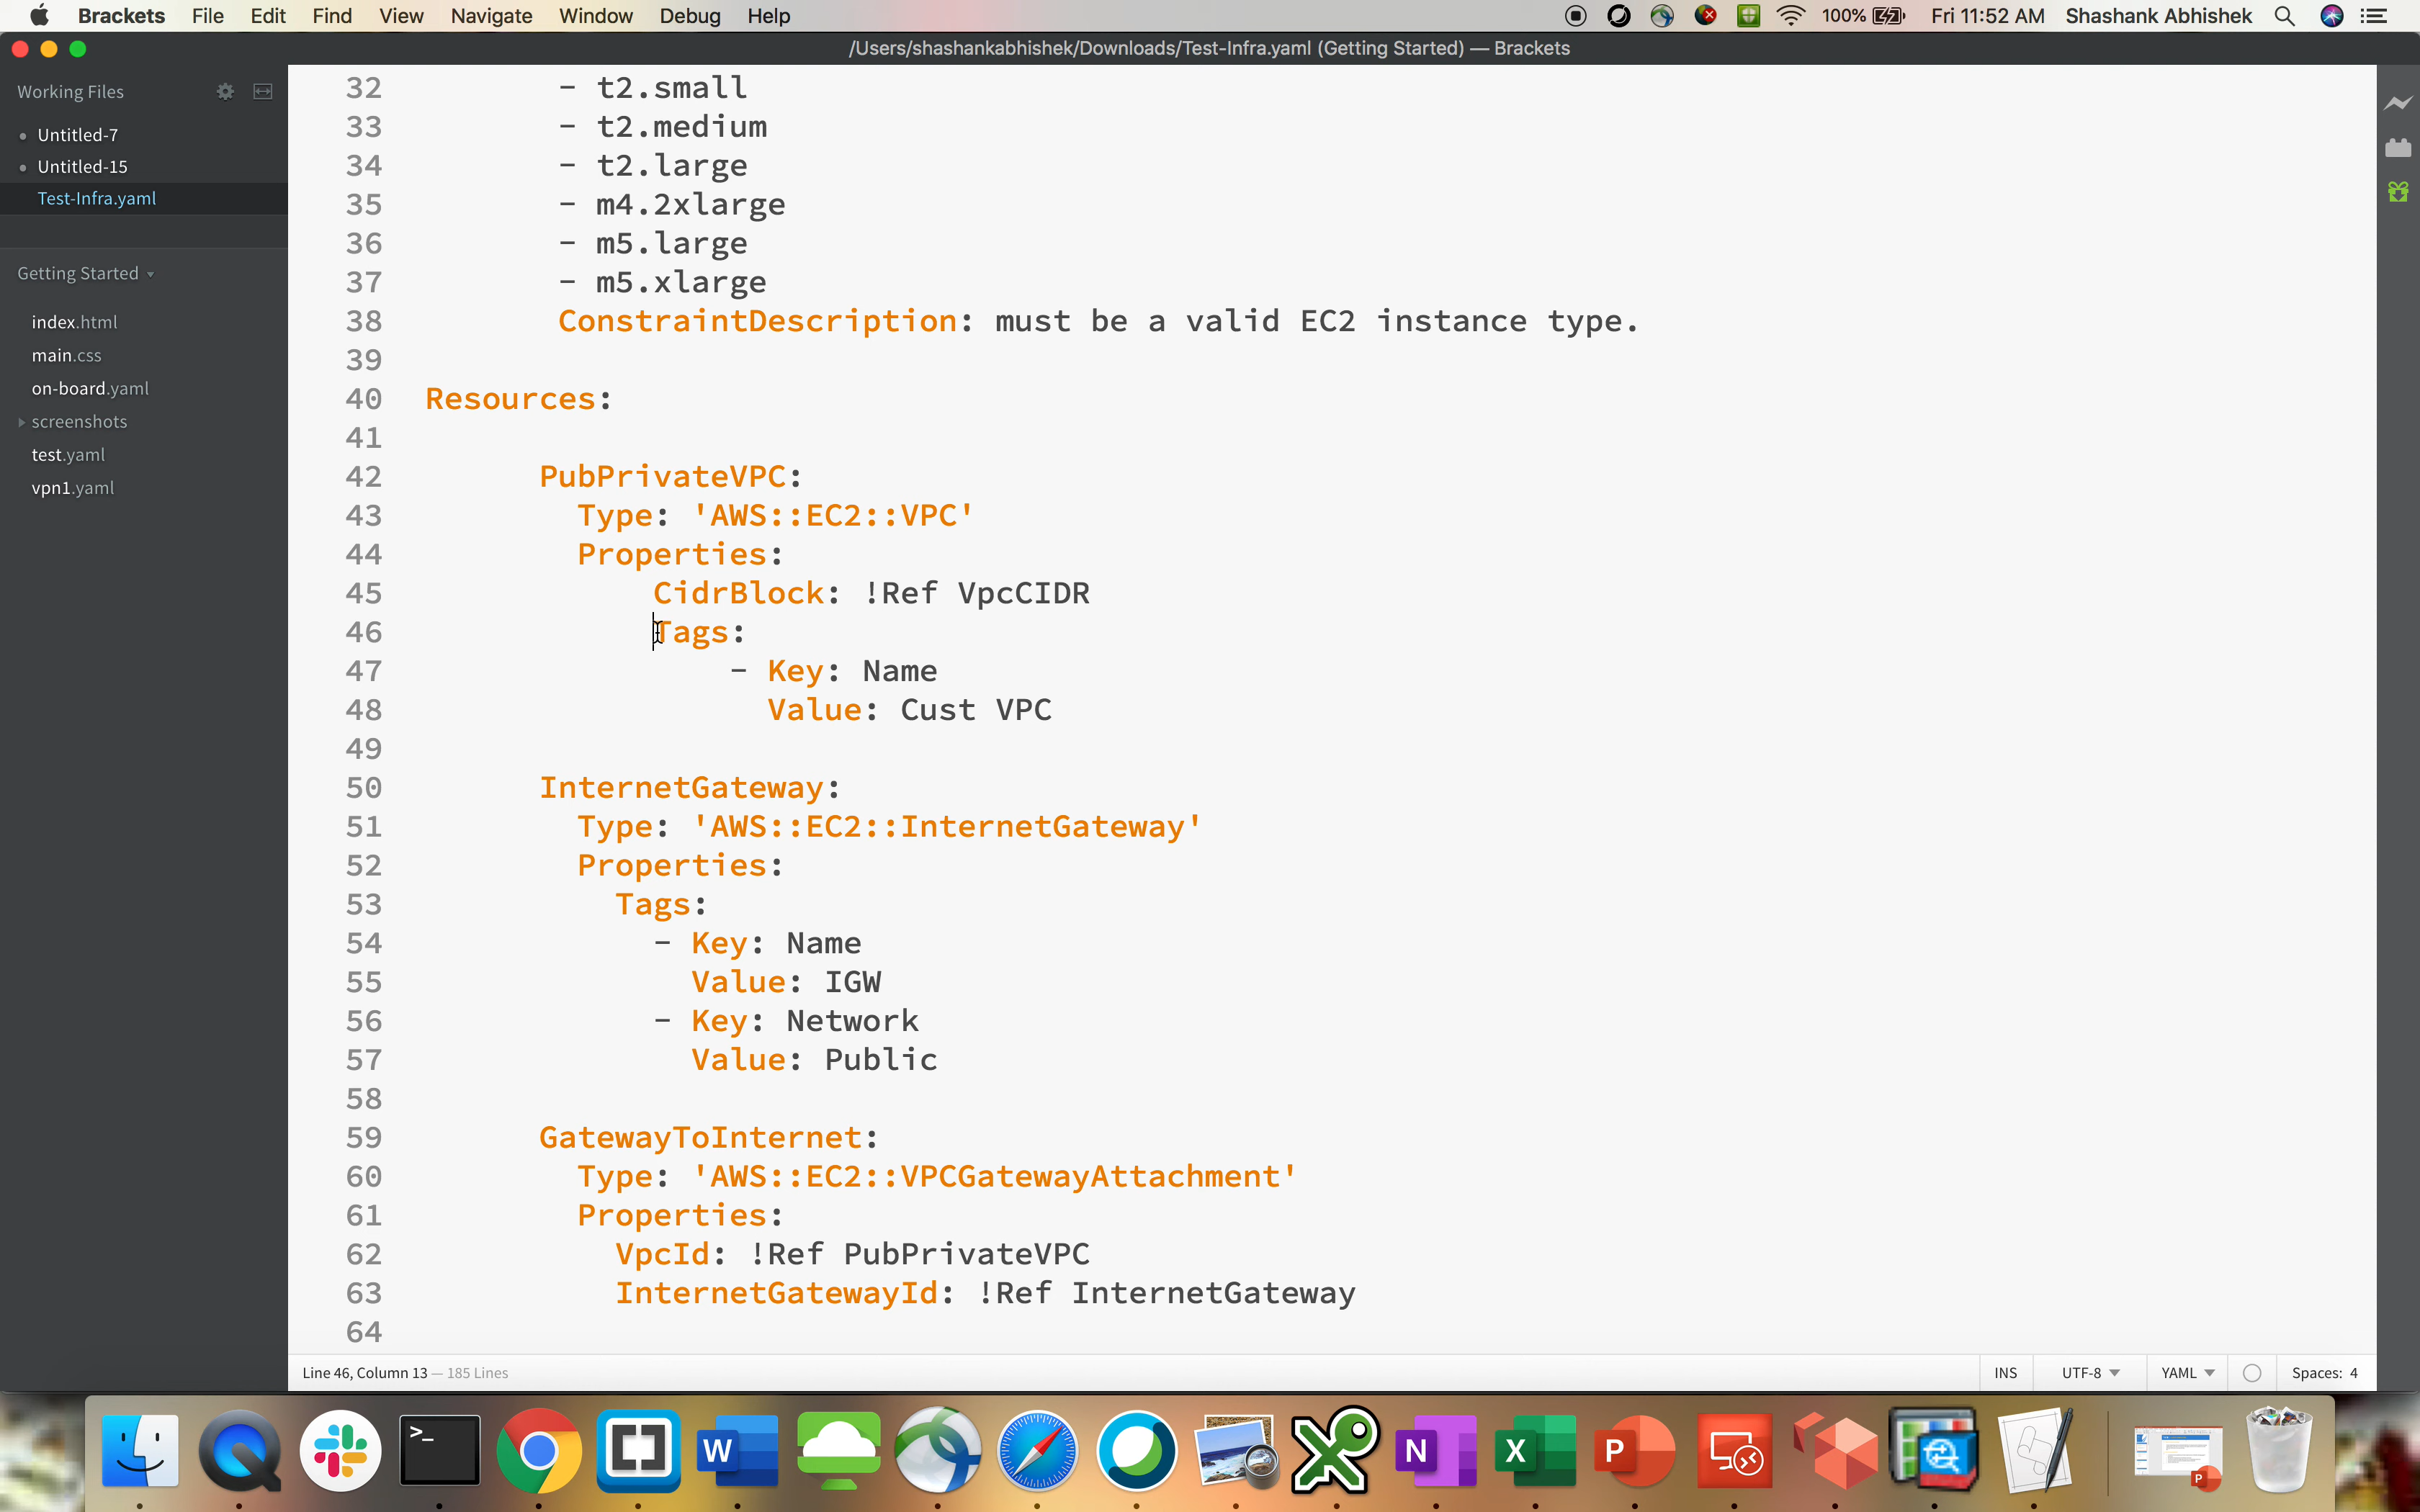 Brackets File Edit Find View Navigate Window Debug Help 100% Fri 11:52 AM Shashank Abhishek
/Users/shashankabhishek/Downloads/Test-Infra.yaml (Getting Started) — Brackets
Working Files
Untitled-7
Untitled-15
Test-Infra.yaml
Getting Started
index.html
main.css
on-board.yaml
screenshots
test.yaml
vpn1.yaml
32 - t2.small
33 - t2.medium
34 - t2.large
35 - m4.2xlarge
36 - m5.large
37 - m5.xlarge
38 ConstraintDescription: must be a valid EC2 instance type.
39
40 Resources:
41
42 PubPrivateVPC:
43 Type: 'AWS::EC2::VPC'
44 Properties:
45 CidrBlock: !Ref VpcCIDR
46 Tags:
47 - Key: Name
48 Value: Cust VPC
49
50 InternetGateway:
51 Type: 'AWS::EC2::InternetGateway'
52 Properties:
53 Tags:
54 - Key: Name
55 Value: IGW
56 - Key: Network
57 Value: Public
58
59 GatewayToInternet:
60 Type: 'AWS::EC2::VPCGatewayAttachment'
61 Properties:
62 VpcId: !Ref PubPrivateVPC
63 InternetGatewayId: !Ref InternetGateway
64
Line 46, Column 13 — 185 Lines INS UTF-8 YAML Spaces: 4
>_ W N X P P